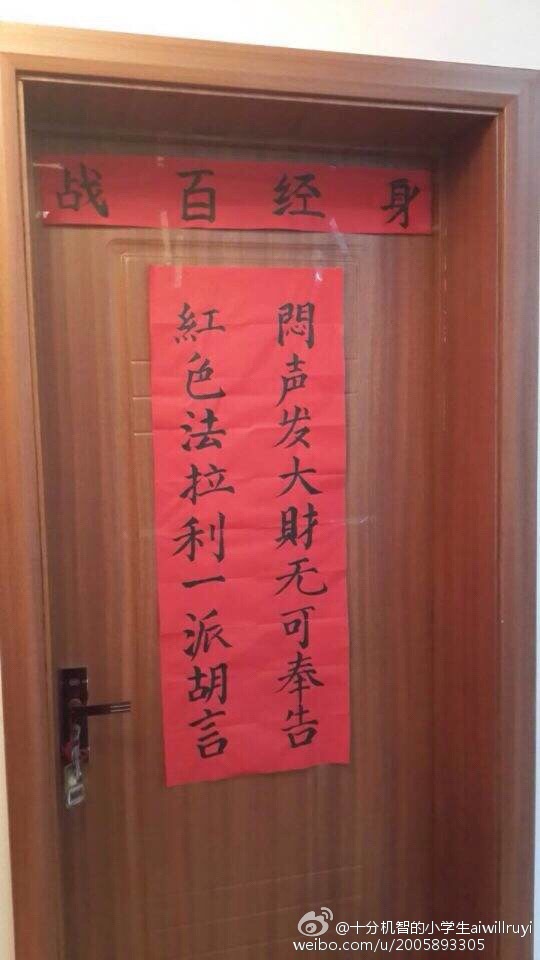 身经百战
悶声发大財无可奉告
紅色法拉利一派胡言
@十分机智的小学生aiwillruyi
weibo.com/u/2005893305